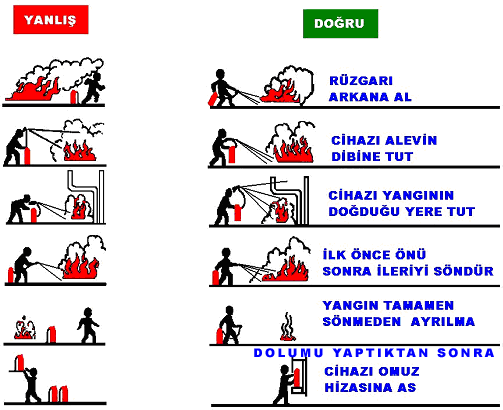 YANLIŞ
DOĞRU
RÜZGARI
ARKANA AL
CİHAZI ALEVİN
DİBİNE TUT
CİHAZI YANGININ
DOĞDUĞU YERE TUT
İLK ÖNCE ÖNÜ
SONRA İLERİYİ SÖNDÜR
YANGIN TAMAMEN
SÖNMEDEN AYRILMA
DOLUMU YAPTIKTAN SONRA
CİHAZI OMUZ
HİZASINA AS